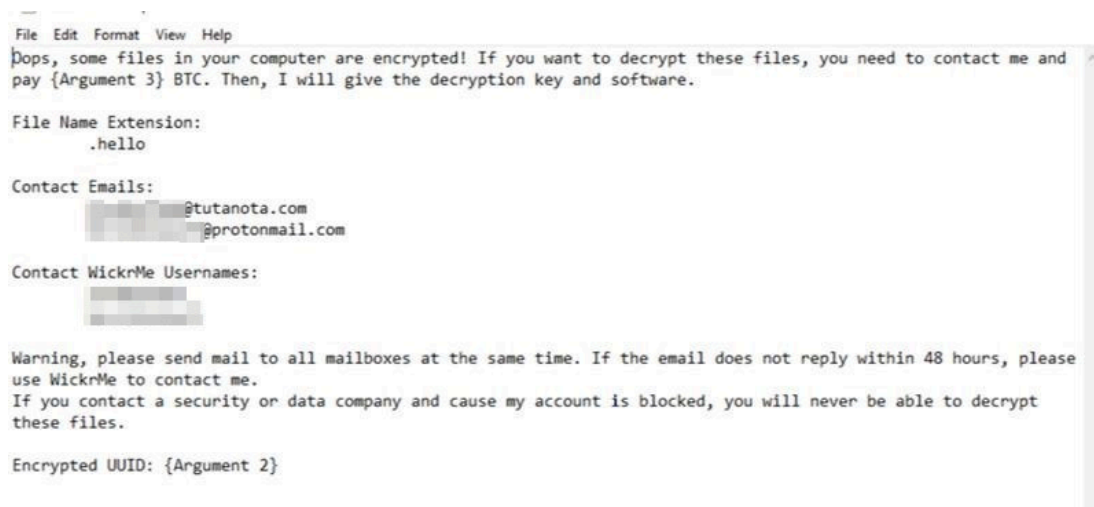 File Edit Format View Help
Oops, some files in your computer are encrypted! If you want to decrypt these files, you need to contact me and
pay {Argument 3} BTC. Then, I will give the decryption key and software.
File Name Extension:
.hello
Contact Emails:
@tutanota.com
@protonmail.com
Contact WickrMe Usernames:
Warning, please send mail to all mailboxes at the same time. If the email does not reply within 48 hours, please
use WickrMe to contact me.
If you contact a security or data company and cause my account is blocked, you will never be able to decrypt
these files.
Encrypted UUID: {Argument 2}